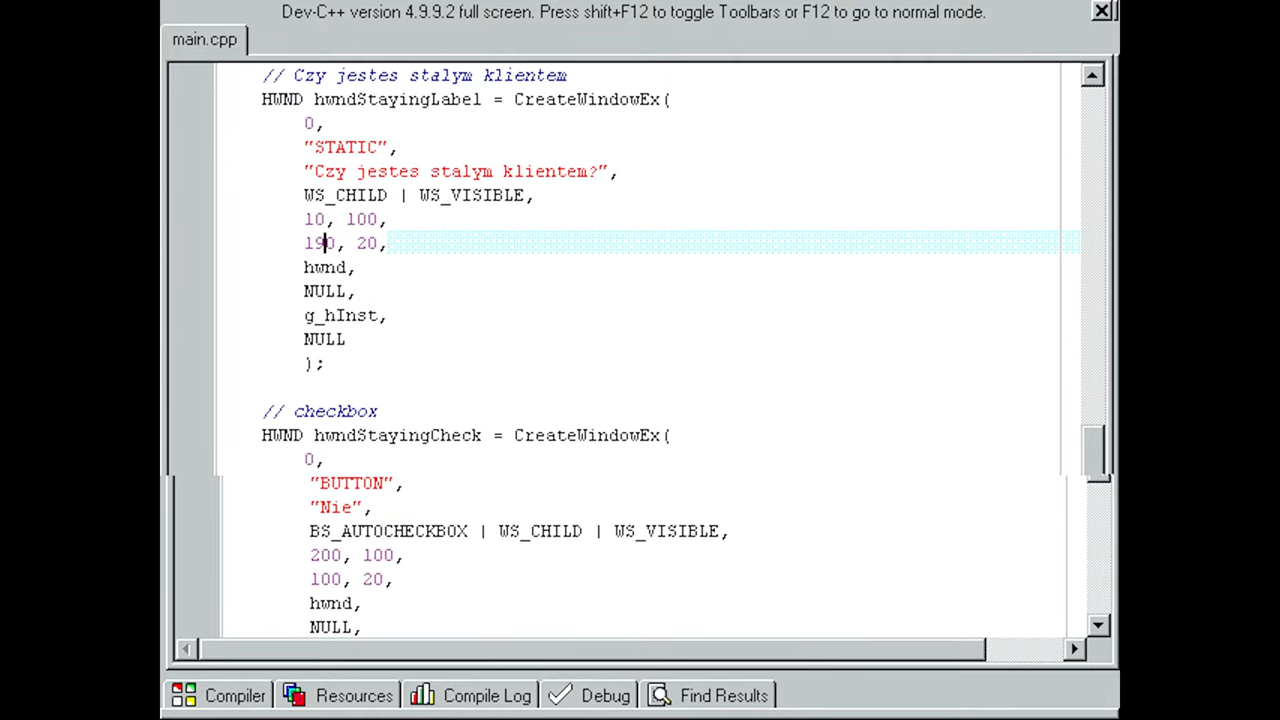 Dev-C++ version 4.9.9.2 full screen. Press shift+F12 to toggle Toolbars or F12 to go to normal mode.
main.cpp
// Czy jestes stalym klientem
HWND hwndStayingLabel = CreateWindowEx(
0,
"STATIC",
"Czy jestes stalym klientem?",
WS_CHILD | WS_VISIBLE,
10, 100,
190, 20,
hwnd,
NULL,
g_hInst,
NULL
);
// checkbox
HWND hwndStayingCheck = CreateWindowEx(
0,
"BUTTON",
"Nie",
BS_AUTOCHECKBOX | WS_CHILD | WS_VISIBLE,
200, 100,
100, 20,
hwnd,
NULL,
Compiler Resources Compile Log Debug Find Results